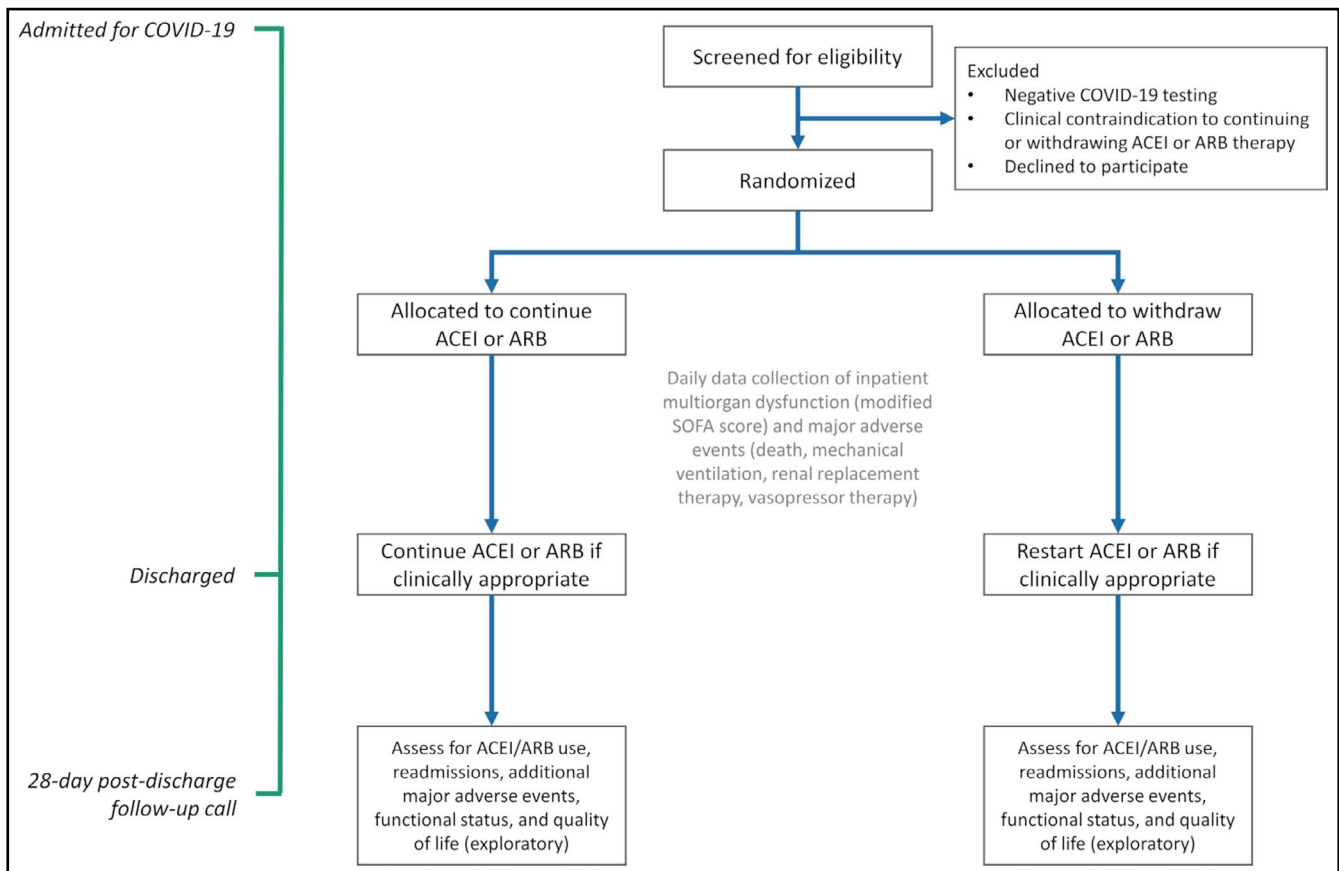 Admitted for COVID-19
Screened for eligibility
Excluded
• Negative COVID-19 testing
• Clinical contraindication to continuing
or withdrawing ACEI or ARB therapy
• Declined to participate
Randomized
Allocated to continue
ACEI or ARB
Allocated to withdraw
ACEI or ARB
Daily data collection of inpatient
multiorgan dysfunction (modified
SOFA score) and major adverse
events (death, mechanical
ventilation, renal replacement
therapy, vasopressor therapy)
Discharged
Continue ACEI or ARB if
clinically appropriate
Restart ACEI or ARB if
clinically appropriate
28-day post-discharge
follow-up call
Assess for ACEI/ARB use,
readmissions, additional
major adverse events,
functional status, and quality
of life (exploratory)
Assess for ACEI/ARB use,
readmissions, additional
major adverse events,
functional status, and quality
of life (exploratory)